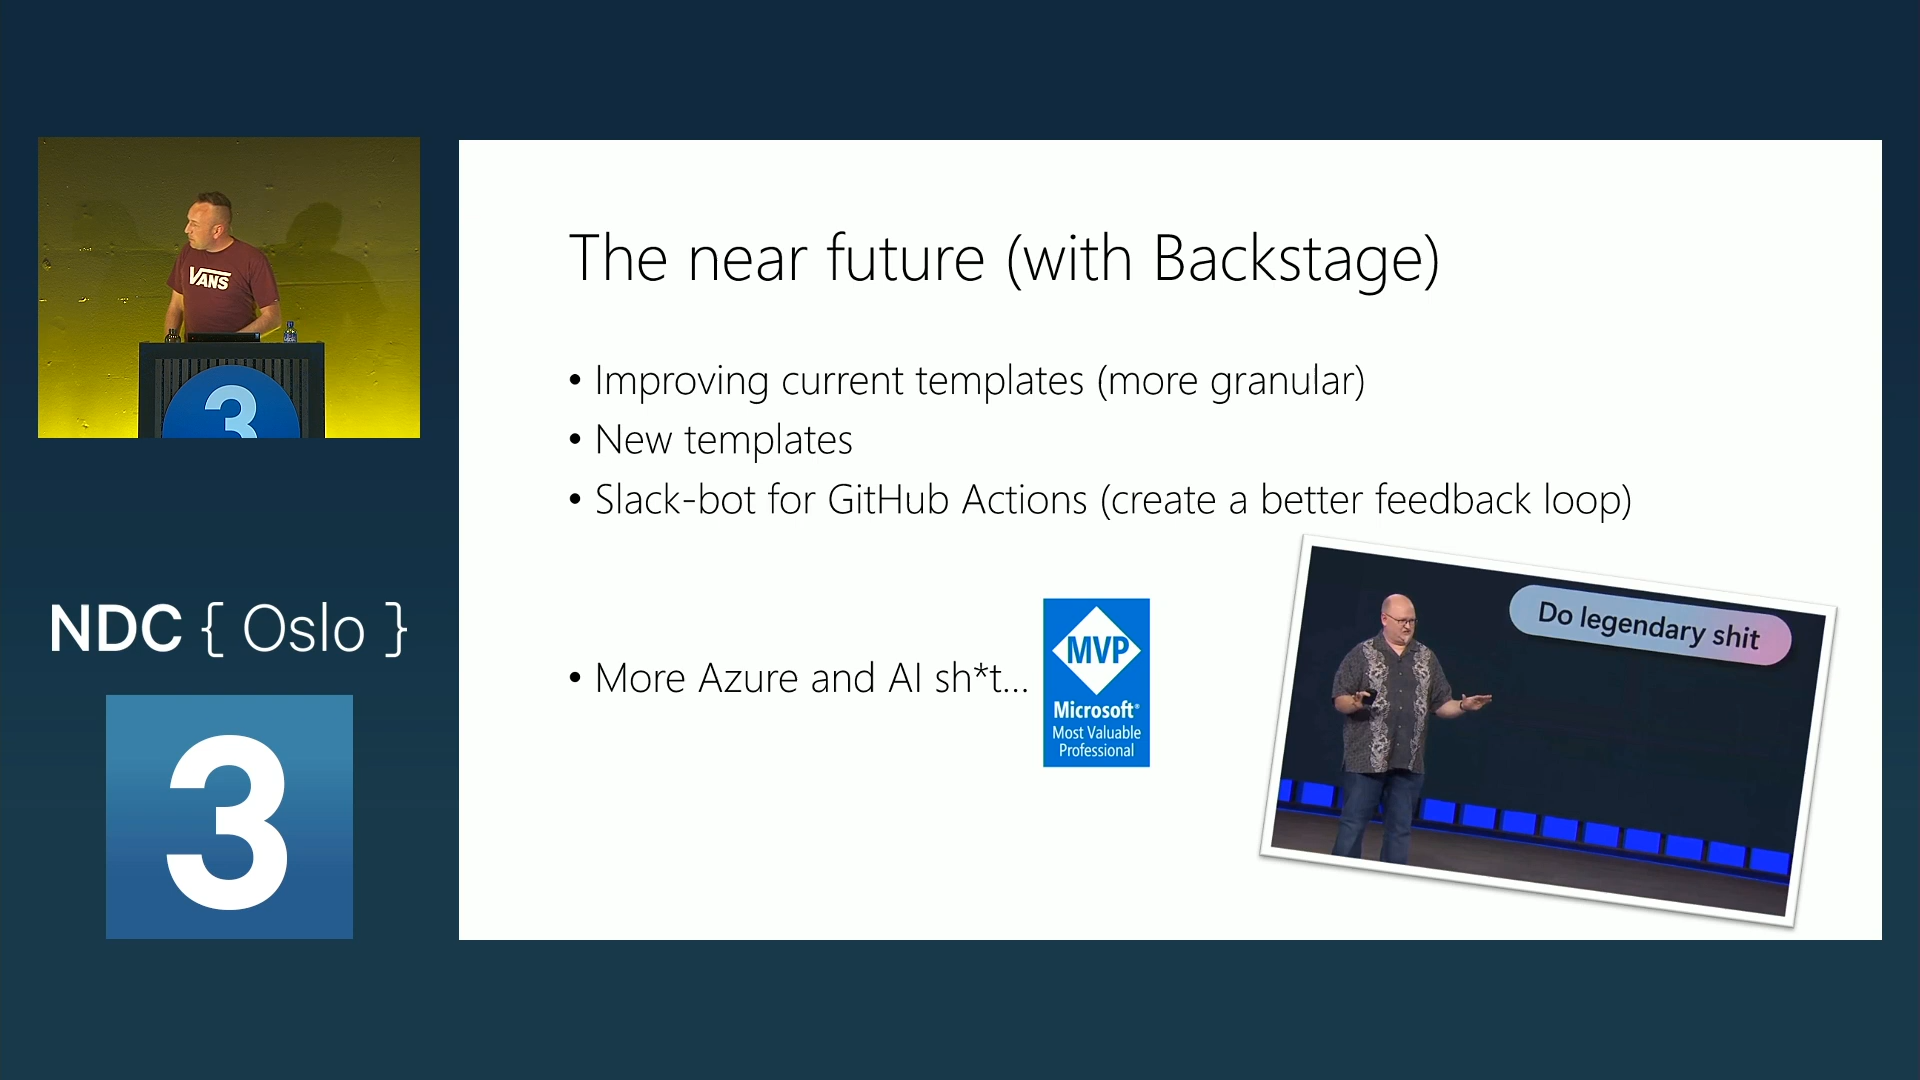 VANS
3
NDC { Oslo }
3
The near future (with Backstage)
• Improving current templates (more granular)
• New templates
• Slack-bot for GitHub Actions (create a better feedback loop)
• More Azure and AI sh*t...
MVP
Microsoft®
Most Valuable
Professional
Do legendary shit